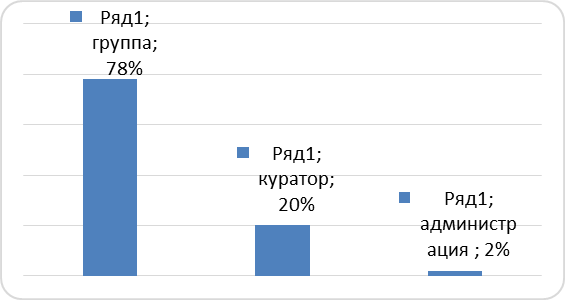 Ряд1;
группа;
78%
Ряд1;
куратор;
20%
Ряд1;
администр
ация ; 2%